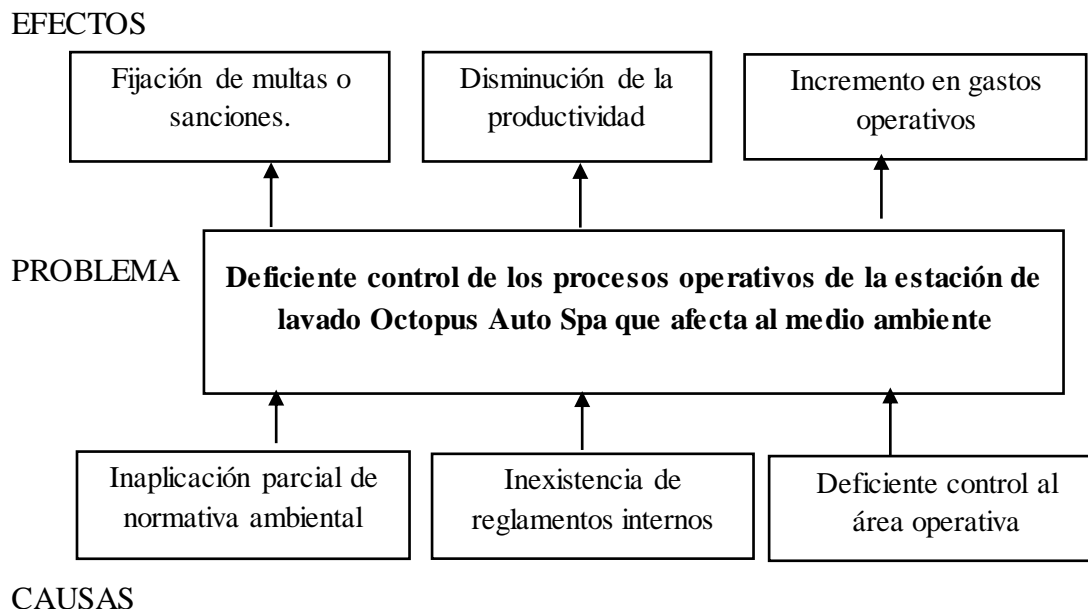 EFECTOS
Fijación de multas o
sanciones.
Disminución de la
productividad
Incremento en gastos
operativos
PROBLEMA
Deficiente control de los procesos operativos de la estación de
lavado Octopus Auto Spa que afecta al medio ambiente
Inaplicación parcial de
normativa ambiental
Inexistencia de
reglamentos internos
Deficiente control al
área operativa
CAUSAS